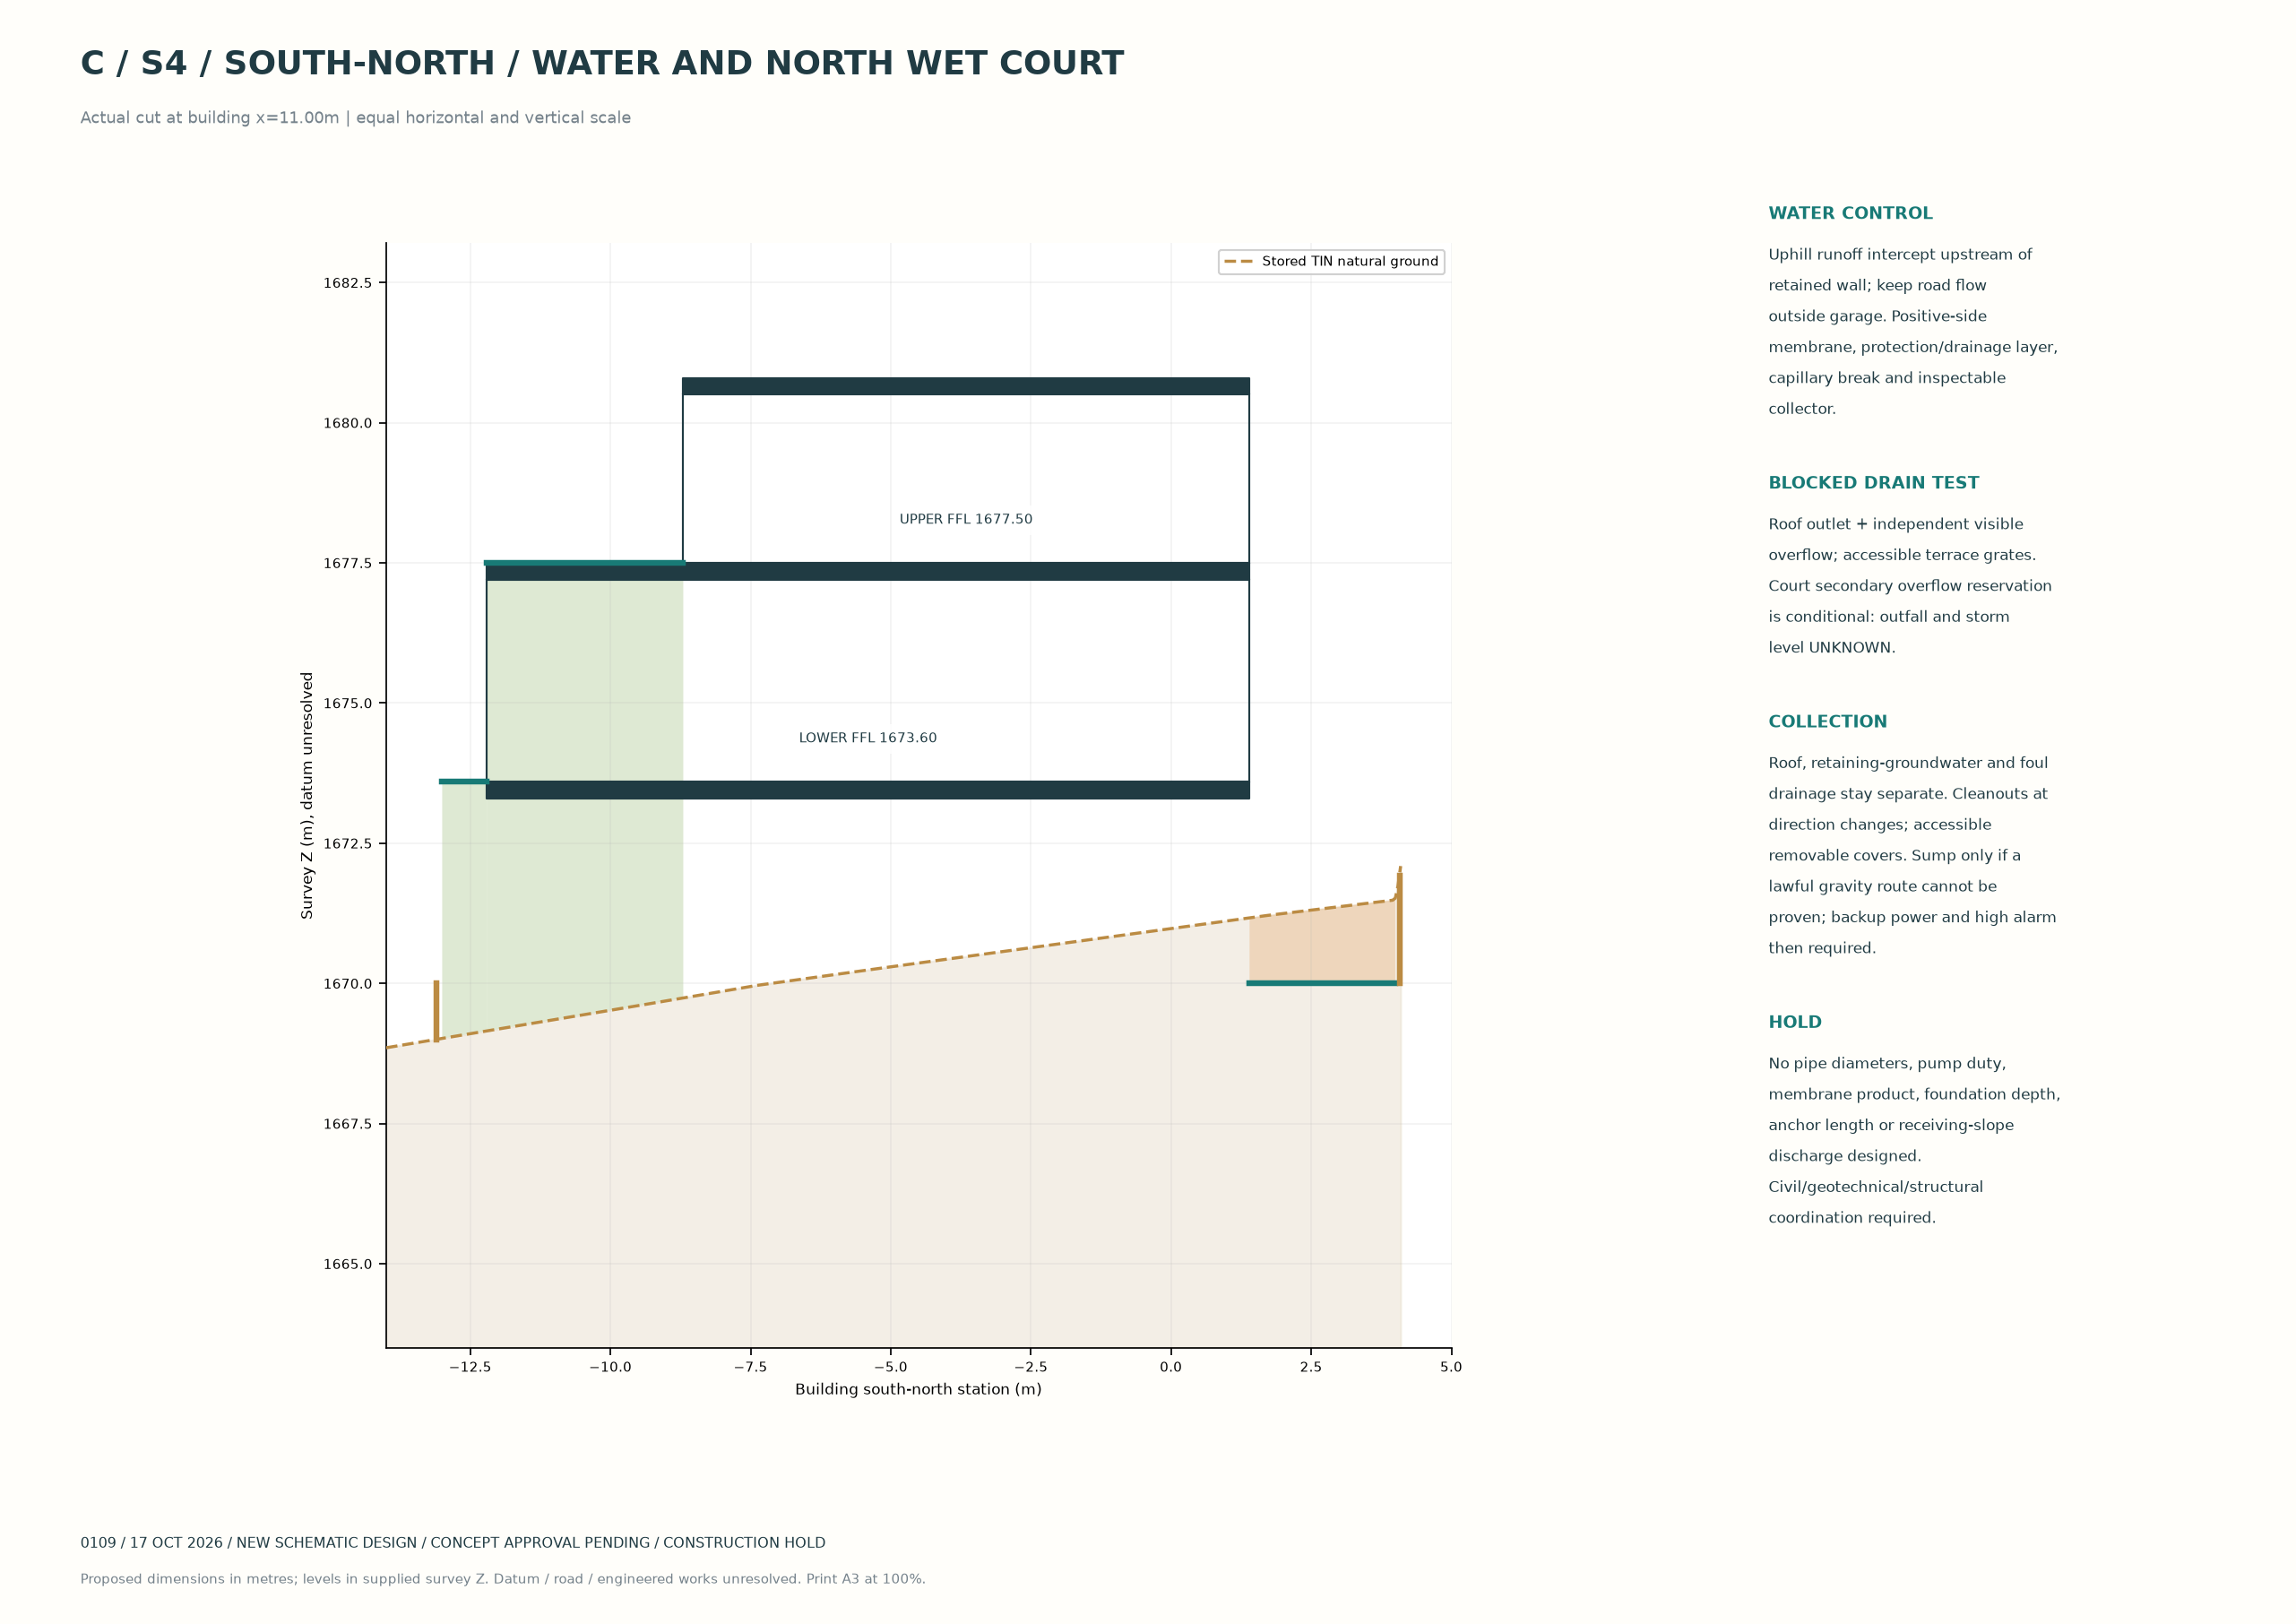 C / S4 / SOUTH-NORTH / WATER AND NORTH WET COURT
Actual cut at building x=11.00m | equal horizontal and vertical scale
Stored TIN natural ground
1682.5
1680.0
1677.5
1675.0
1672.5
1670.0
1667.5
1665.0
Survey Z (m), datum unresolved
UPPER FFL 1677.50
LOWER FFL 1673.60
−12.5
−10.0
−7.5
−5.0
−2.5
0.0
2.5
5.0
Building south-north station (m)
WATER CONTROL
Uphill runoff intercept upstream of
retained wall; keep road flow
outside garage. Positive-side
membrane, protection/drainage layer,
capillary break and inspectable
collector.
BLOCKED DRAIN TEST
Roof outlet + independent visible
overflow; accessible terrace grates.
Court secondary overflow reservation
is conditional: outfall and storm
level UNKNOWN.
COLLECTION
Roof, retaining-groundwater and foul
drainage stay separate. Cleanouts at
direction changes; accessible
removable covers. Sump only if a
lawful gravity route cannot be
proven; backup power and high alarm
then required.
HOLD
No pipe diameters, pump duty,
membrane product, foundation depth,
anchor length or receiving-slope
discharge designed.
Civil/geotechnical/structural
coordination required.
0109 / 17 OCT 2026 / NEW SCHEMATIC DESIGN / CONCEPT APPROVAL PENDING / CONSTRUCTION HOLD
Proposed dimensions in metres; levels in supplied survey Z. Datum / road / engineered works unresolved. Print A3 at 100%.